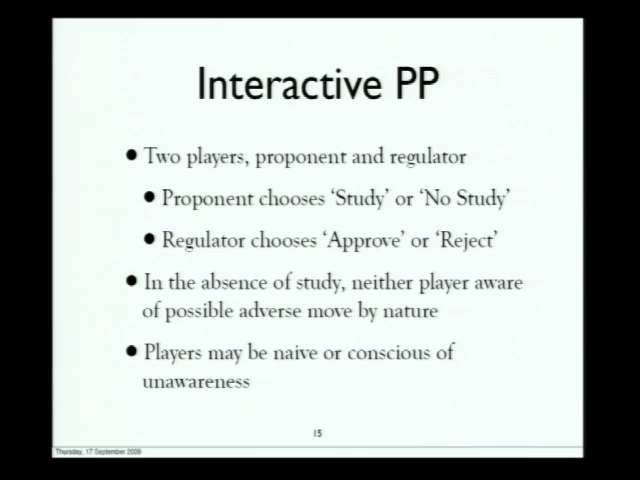 Interactive PP
• Two players, proponent and regulator
• Proponent chooses ‘Study’ or ‘No Study’
• Regulator chooses ‘Approve’ or ‘Reject’
• In the absence of study, neither player aware
of possible adverse move by nature
• Players may be naive or conscious of
unawareness
15
Thursday, 17 September 2009